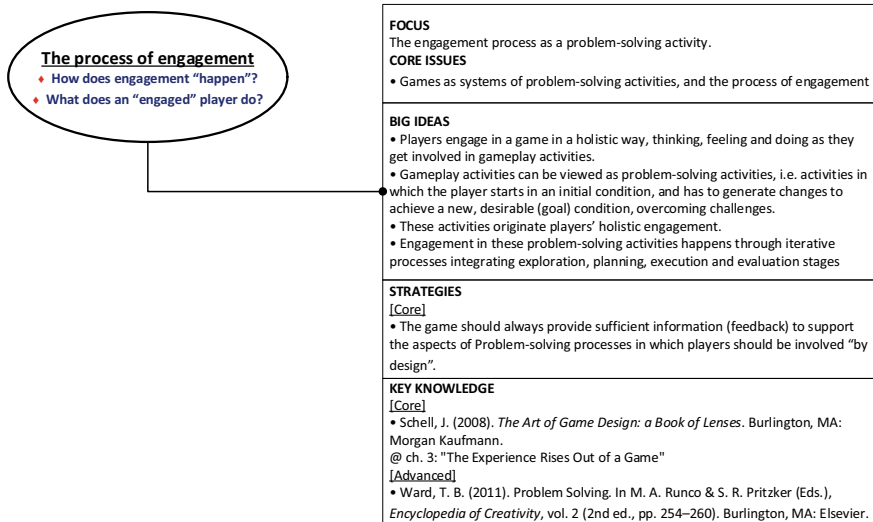 The process of engagement
♦ How does engagement “happen”?
♦ What does an “engaged” player do?
FOCUS
The engagement process as a problem-solving activity.
CORE ISSUES
• Games as systems of problem-solving activities, and the process of engagement
BIG IDEAS
• Players engage in a game in a holistic way, thinking, feeling and doing as they
get involved in gameplay activities.
• Gameplay activities can be viewed as problem-solving activities, i.e. activities in
which the player starts in an initial condition, and has to generate changes to
achieve a new, desirable (goal) condition, overcoming challenges.
• These activities originate players’ holistic engagement.
• Engagement in these problem-solving activities happens through iterative
processes integrating exploration, planning, execution and evaluation stages
STRATEGIES
[Core]
• The game should always provide sufficient information (feedback) to support
the aspects of Problem-solving processes in which players should be involved “by
design”.
KEY KNOWLEDGE
[Core]
• Schell, J. (2008). The Art of Game Design: a Book of Lenses. Burlington, MA:
Morgan Kaufmann.
@ ch. 3: "The Experience Rises Out of a Game"
[Advanced]
• Ward, T. B. (2011). Problem Solving. In M. A. Runco & S. R. Pritzker (Eds.),
Encyclopedia of Creativity, vol. 2 (2nd ed., pp. 254–260). Burlington, MA: Elsevier.